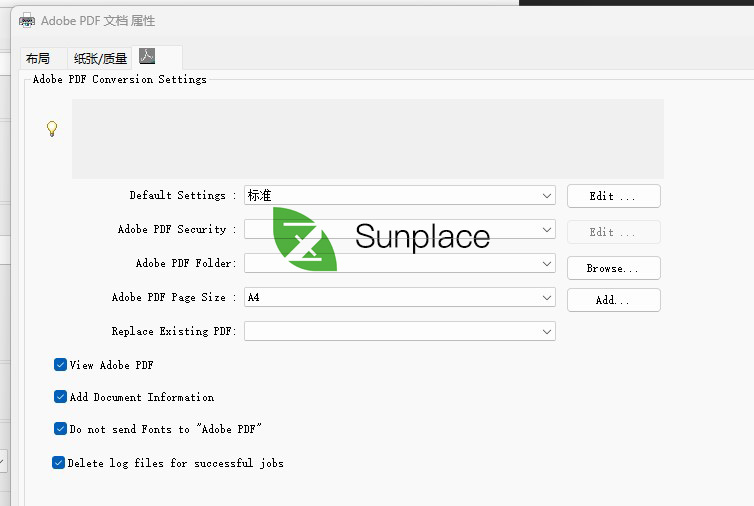 Adobe PDF 文档 属性
布局 纸张/质量
Adobe PDF Conversion Settings
Default Settings : 标准 Edit ...
Adobe PDF Security : Edit ...
Sunplace
Adobe PDF Folder: Browse...
Adobe PDF Page Size : A4 Add...
Replace Existing PDF:
View Adobe PDF
Add Document Information
Do not send Fonts to "Adobe PDF"
Delete log files for successful jobs